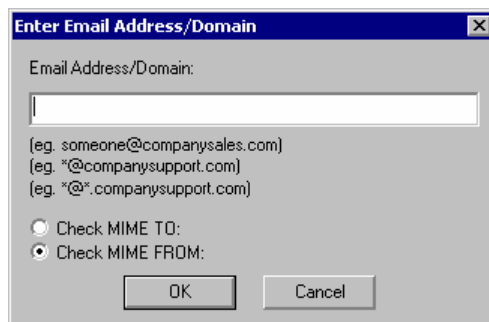 Enter Email Address/Domain
Email Address/Domain:
(eg. someone@companysales.com)
(eg. *@companysupport.com)
(eg. *@*.companysupport.com)
Check MIME TO:
Check MIME FROM:
OK Cancel